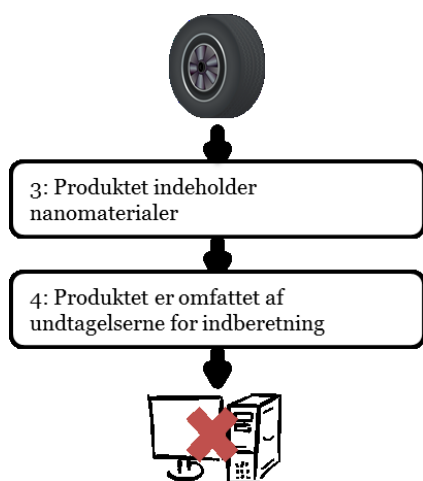 3: Produktet indeholder
nanomaterialer
4: Produktet er omfattet af
undtagelserne for indberetning